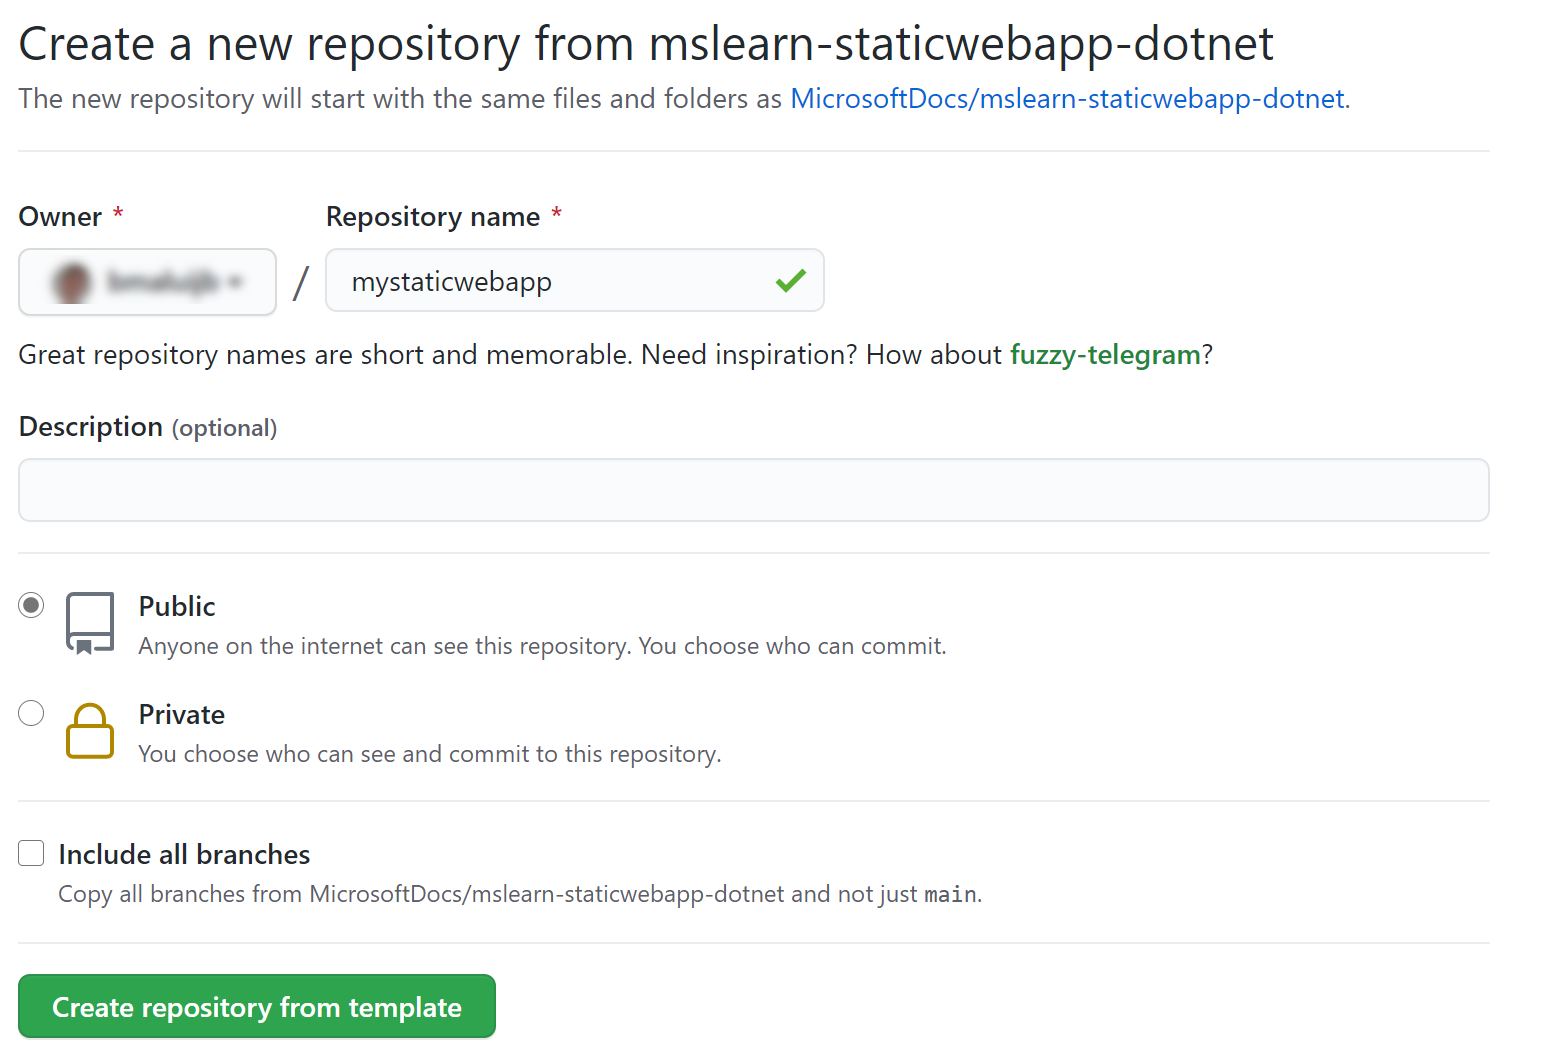 Create a new repository from mslearn-staticwebapp-dotnet
The new repository will start with the same files and folders as MicrosoftDocs/mslearn-staticwebapp-dotnet.
Owner * Repository name *
/ mystaticwebapp
Great repository names are short and memorable. Need inspiration? How about fuzzy-telegram?
Description (optional)
Public
Anyone on the internet can see this repository. You choose who can commit.
Private
You choose who can see and commit to this repository.
Include all branches
Copy all branches from MicrosoftDocs/mslearn-staticwebapp-dotnet and not just main.
Create repository from template